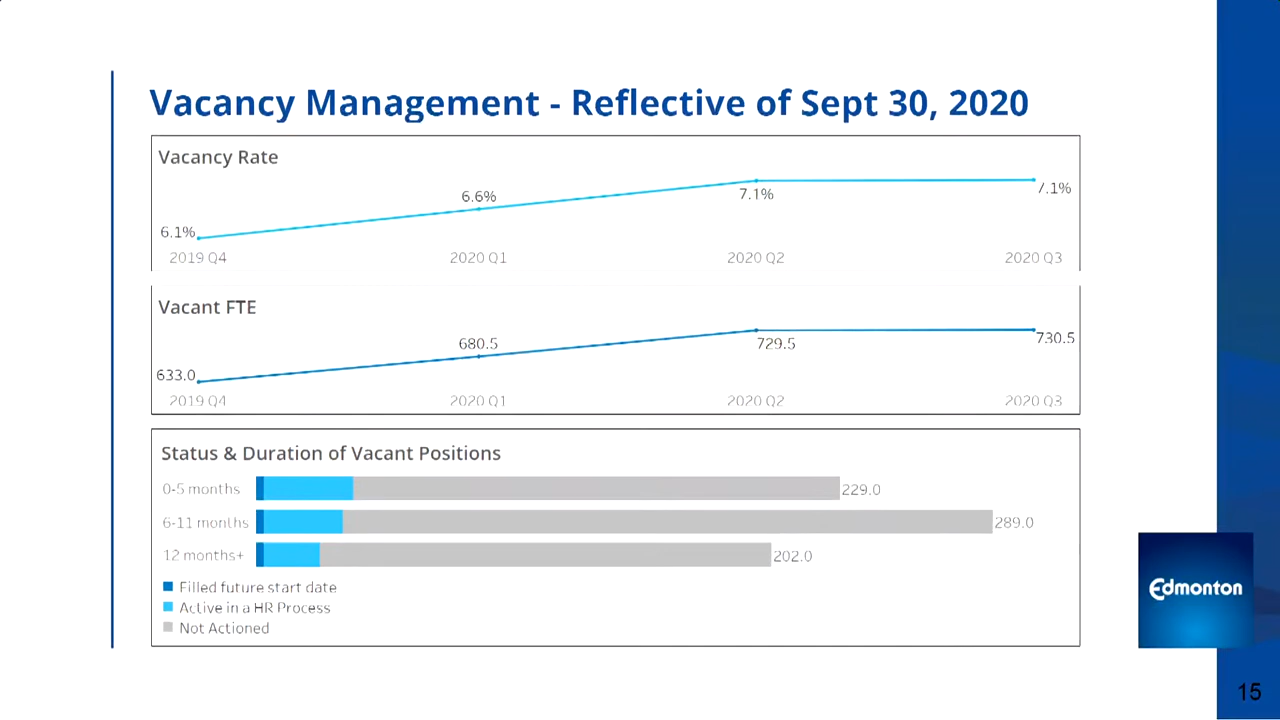 Vacancy Management - Reflective of Sept 30, 2020
Vacancy Rate
6.1%
6.6%
7.1%
7.1%
2019 Q4
2020 Q1
2020 Q2
2020 Q3
Vacant FTE
633.0
680.5
729.5
730.5
2019 Q4
2020 Q1
2020 Q2
2020 Q3
Status & Duration of Vacant Positions
0-5 months
229.0
6-11 months
289.0
12 months+
202.0
Filled future start date
Active in a HR Process
Not Actioned
Edmonton
15